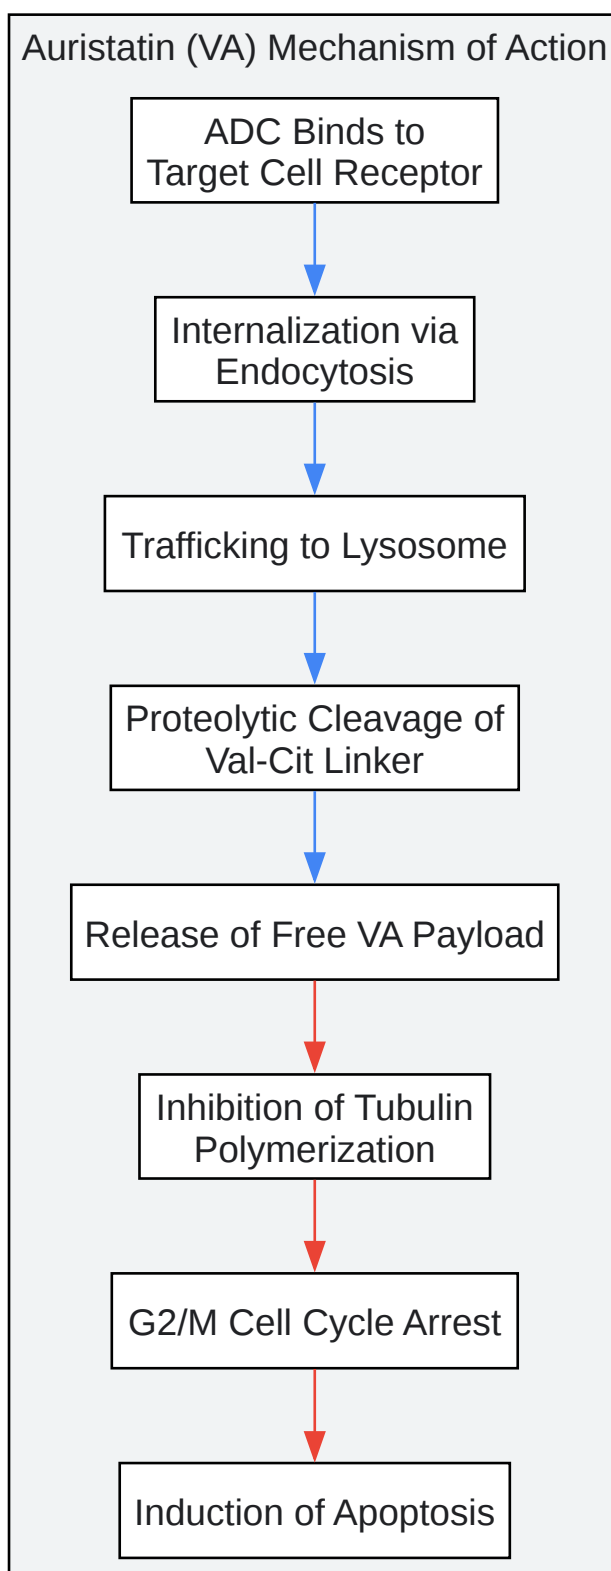 Auristatin (VA) Mechanism of Action
ADC Binds to
Target Cell Receptor
Internalization via
Endocytosis
Trafficking to Lysosome
Proteolytic Cleavage of
Val-Cit Linker
Release of Free VA Payload
Inhibition of Tubulin
Polymerization
G2/M Cell Cycle Arrest
Induction of Apoptosis